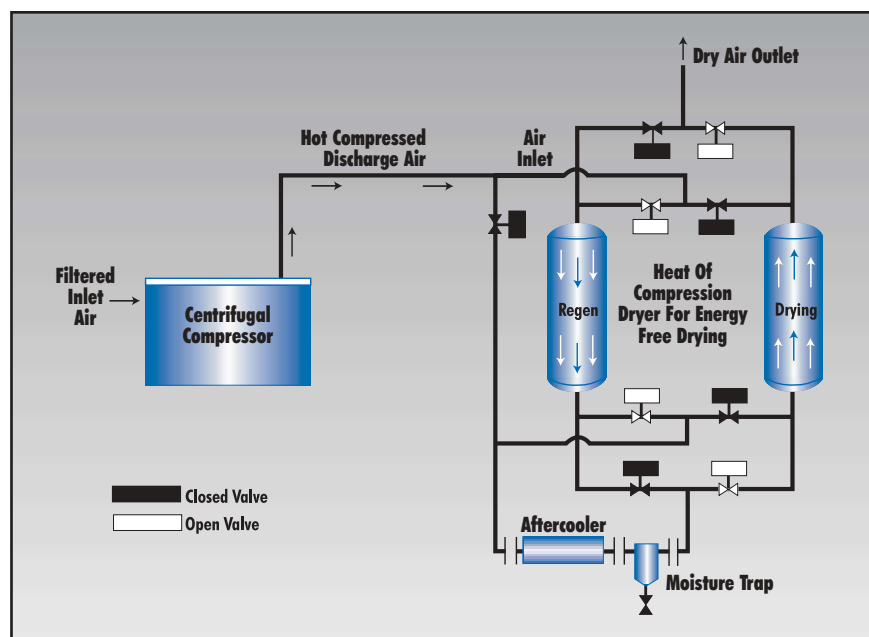 Dry Air Outlet
Hot Compressed
Discharge Air
Air
Inlet
Filtered
Inlet
Air
Centrifugal
Compressor
Regen
Heat Of
Compression
Dryer For Energy
Free Drying
Drying
Closed Valve
Open Valve
Aftercooler
Moisture Trap